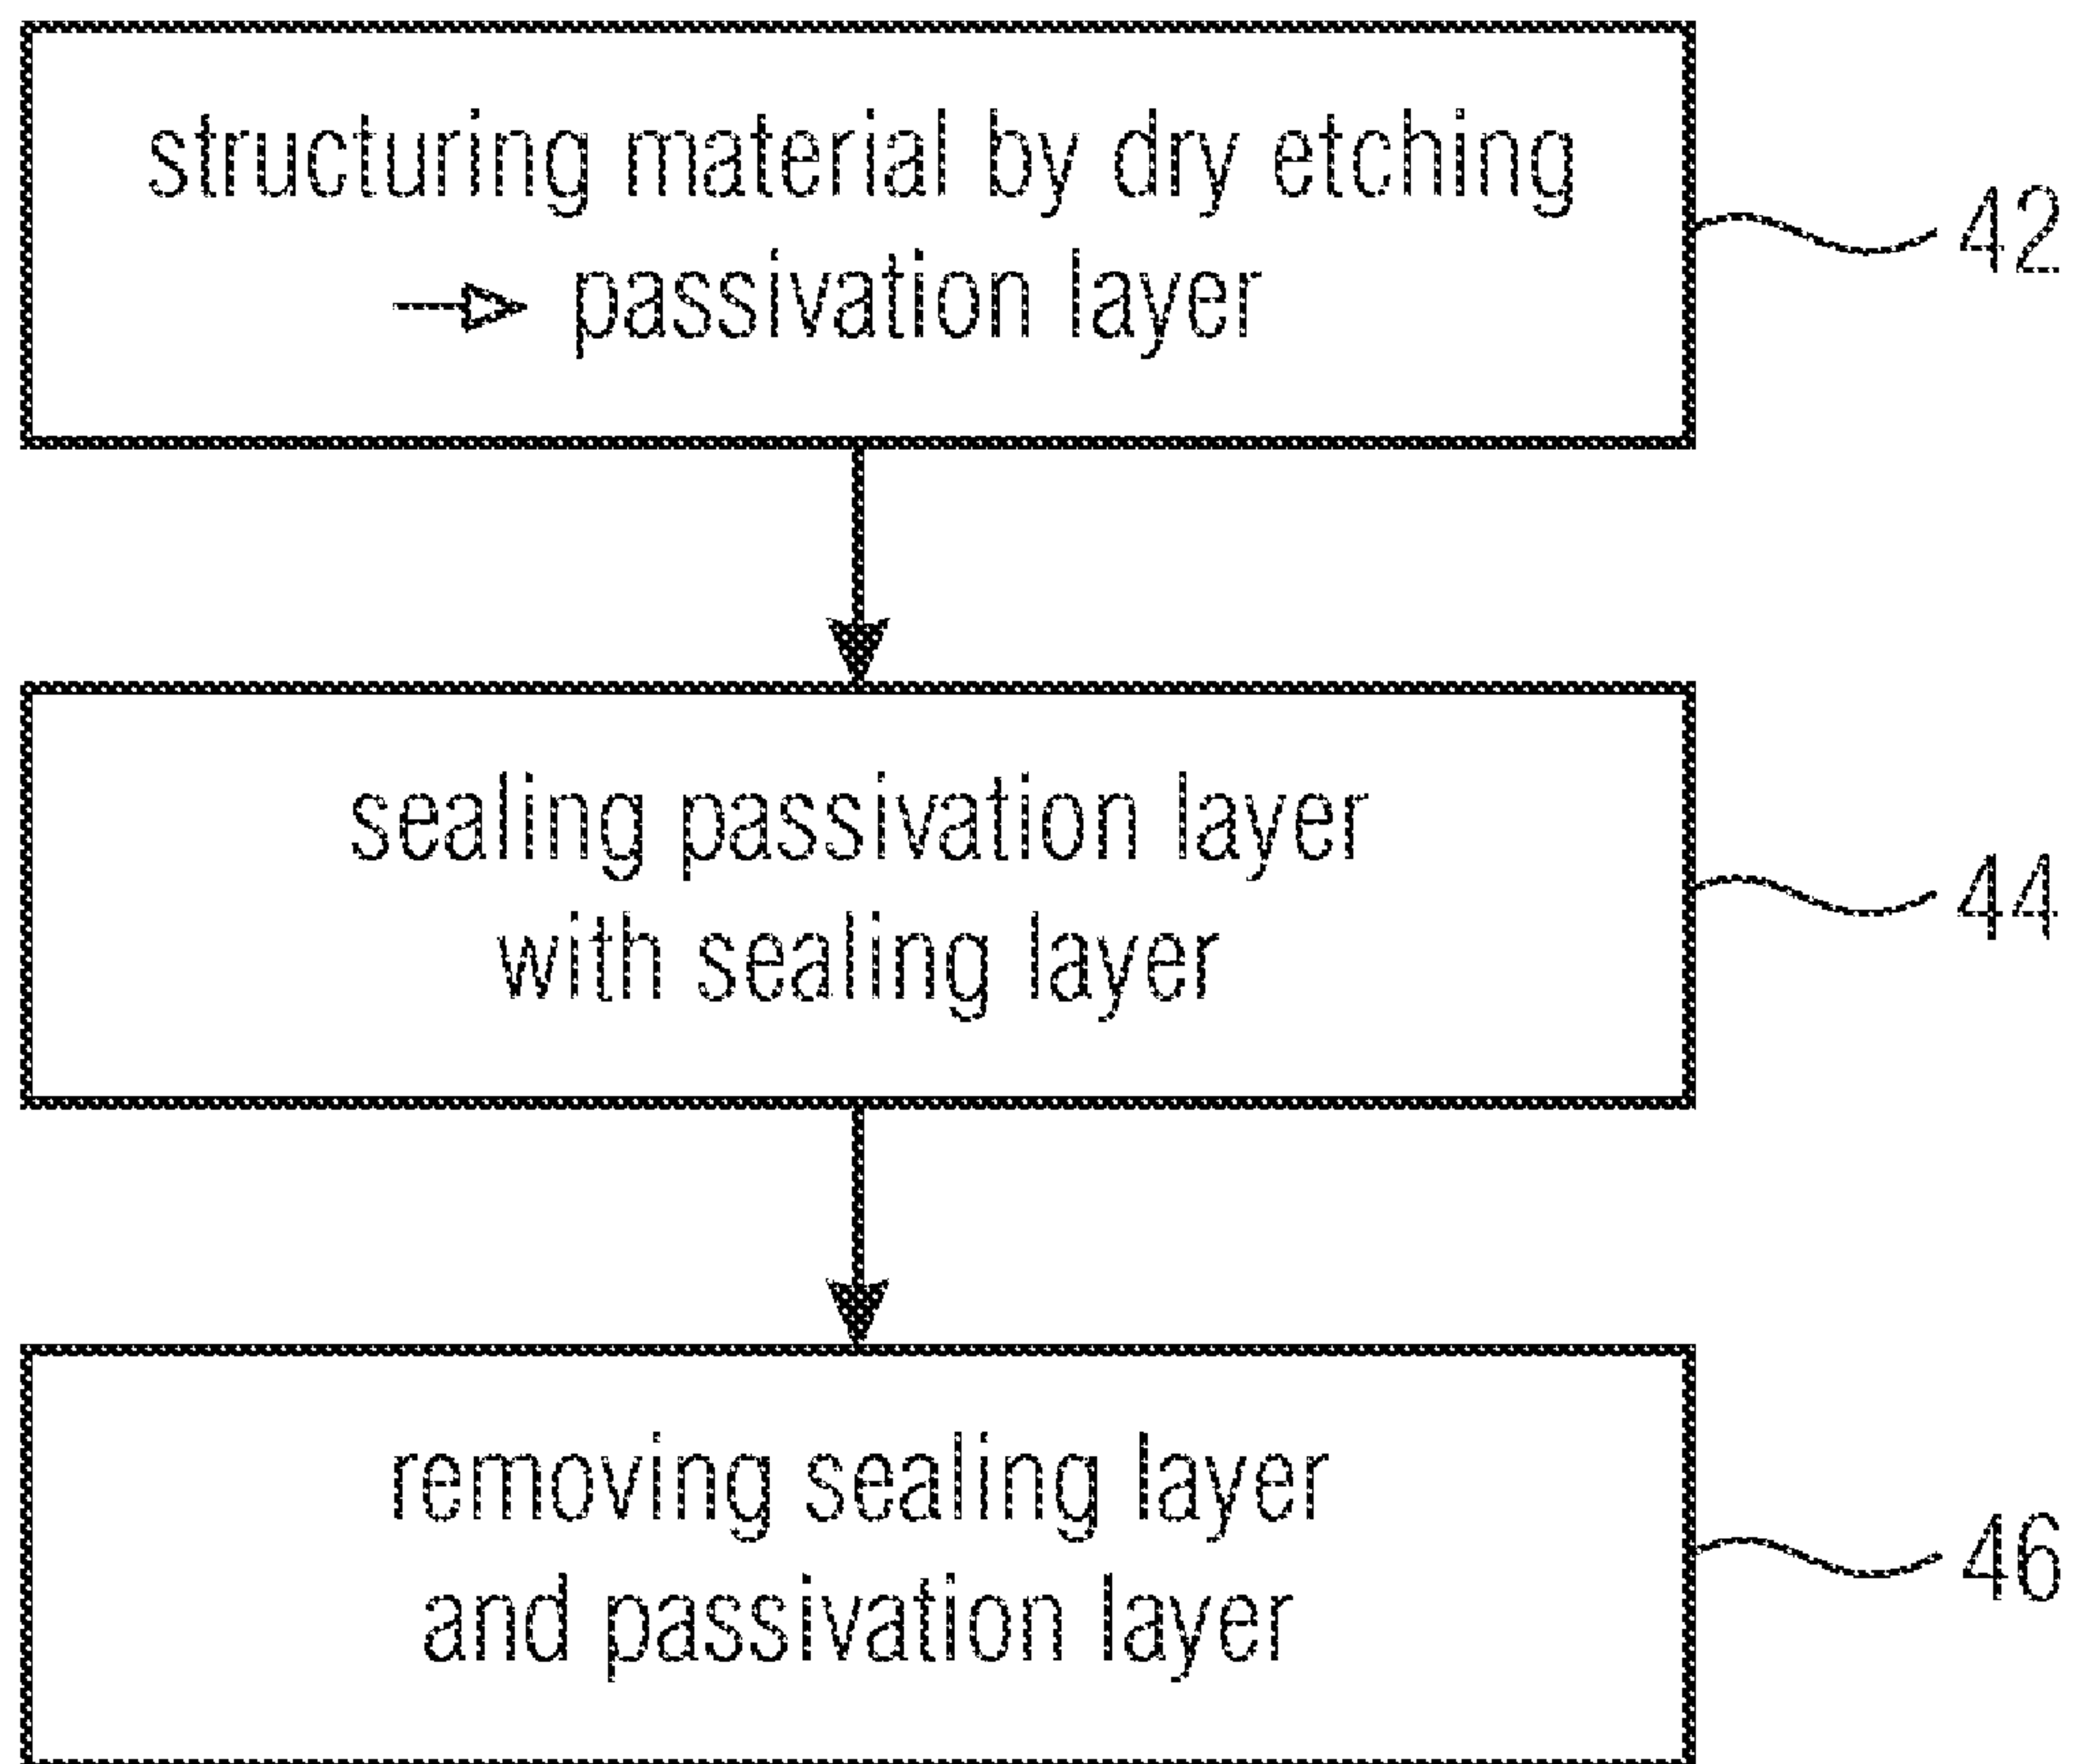 structuring material by dry etching
→ passivation layer
42
sealing passivation layer
with sealing layer
44
removing sealing layer
and passivation layer
46